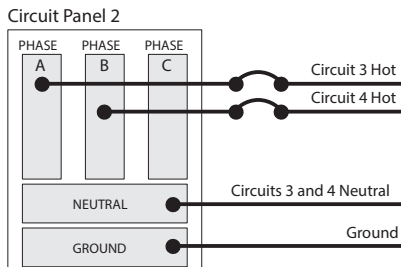 Circuit Panel 2
PHASE PHASE PHASE
A B C
Circuit 3 Hot
Circuit 4 Hot
NEUTRAL
Circuits 3 and 4 Neutral
GROUND
Ground